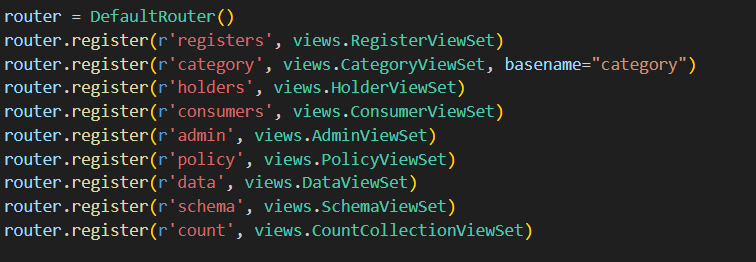 router = DefaultRouter()
router.register(r'registers', views.RegisterViewSet)
router.register(r'category', views.CategoryViewSet, basename="category")
router.register(r'holders', views.HolderViewSet)
router.register(r'consumers', views.ConsumerViewSet)
router.register(r'admin', views.AdminViewSet)
router.register(r'policy', views.PolicyViewSet)
router.register(r'data', views.DataViewSet)
router.register(r'schema', views.SchemaViewSet)
router.register(r'count', views.CountCollectionViewSet)